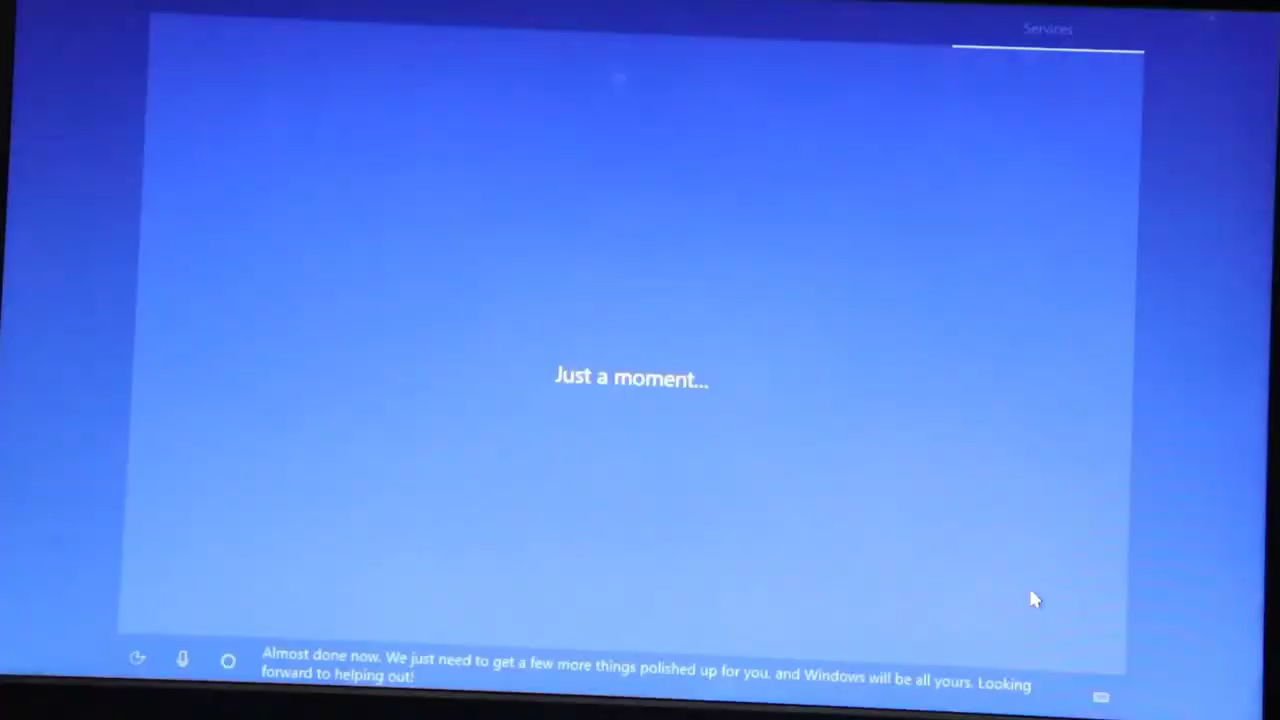 Services
Just a moment...
Almost done now. We just need to get a few more things polished up for you, and Windows will be all yours. Looking
forward to helping out!